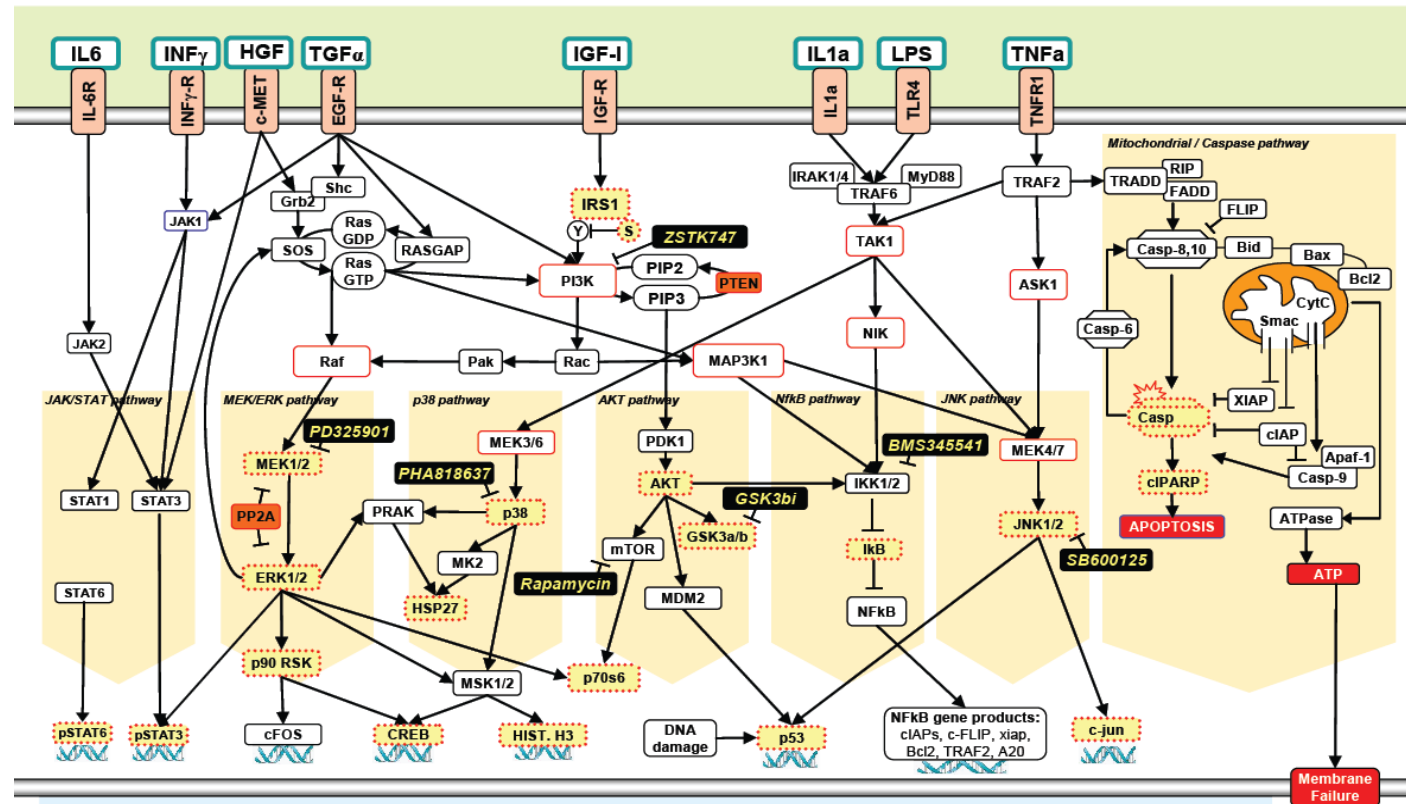 IL6
INFγ
HGF
TGFα
IGF-I
IL1a
LPS
TNFa
IL-6R
INFγ-R
c-MET
EGF-R
IGF-R
IL1a
TLR4
TNFR1
Mitochondrial / Caspase pathway
IRAK1/4
MyD88
TRAF6
TRAF2
TRADD
RIP
FADD
FLIP
Shc
Grb2
JAK1
IRS1
Y
S
ZSTK747
SOS
Ras
GDP
RASGAP
Ras
GTP
PI3K
PIP2
PIP3
PTEN
TAK1
ASK1
Casp-8,10
Bid
Bax
Bcl2
CytC
Smac
Casp-6
JAK2
NIK
Raf
Pak
Rac
MAP3K1
JAK/STAT pathway
MEK/ERK pathway
p38 pathway
AKT pathway
NfkB pathway
JNK pathway
Casp
XIAP
cIAP
Apaf-1
Casp-9
PD325901
MEK1/2
MEK3/6
PDK1
BMS345541
MEK4/7
PHA818637
STAT1
STAT3
PP2A
PRAK
p38
AKT
GSK3bi
IKK1/2
clPARP
APOPTOSIS
ATPase
JNK1/2
GSK3a/b
mTOR
IkB
SB600125
MK2
ERK1/2
Rapamycin
ATP
STAT6
HSP27
MDM2
NFkB
p90 RSK
MSK1/2
p70s6
pSTAT6
pSTAT3
cFOS
CREB
HIST. H3
DNA
damage
p53
NFkB gene products:
cIAPs, c-FLIP, xiap,
Bcl2, TRAF2, A20
c-jun
Membrane
Failure